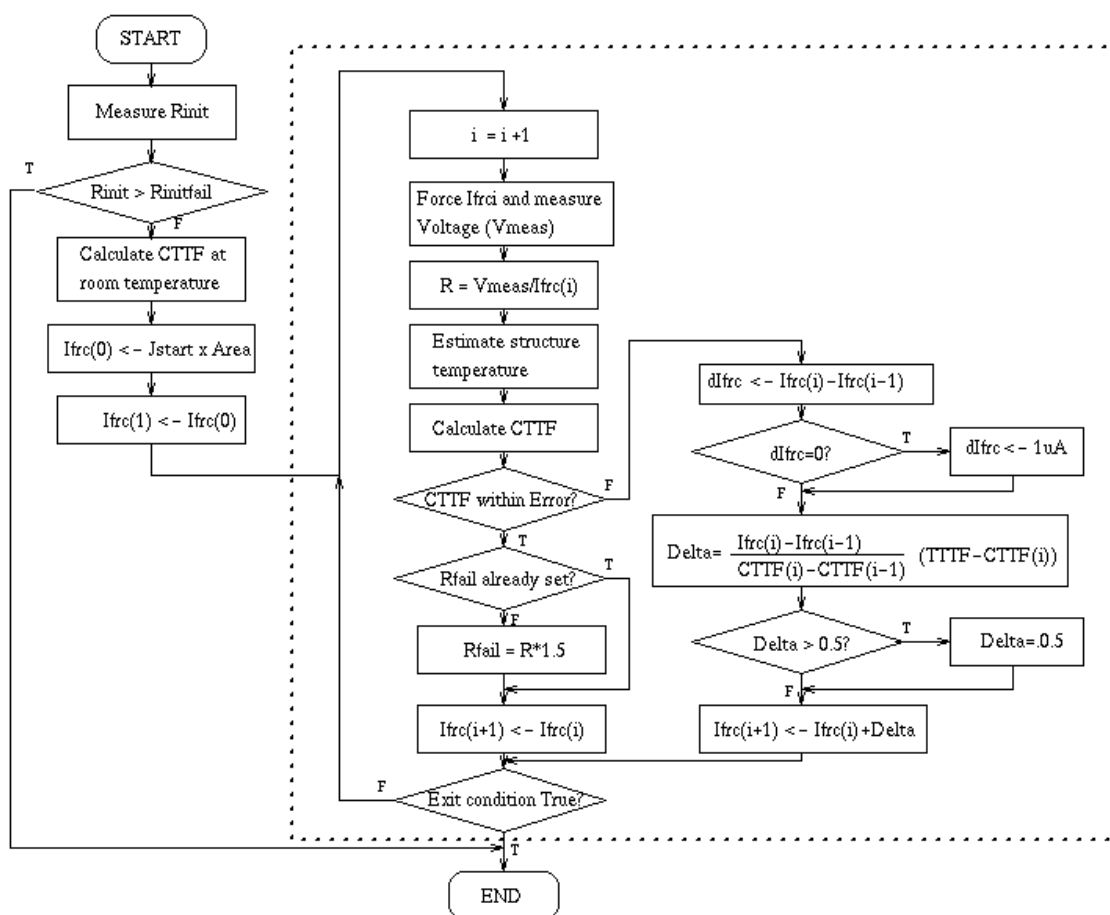 START
Measure Rinit
T
Rinit > Rinitfail
F
Calculate CTTF at
room temperature
Ifrc(0) <- Jstart x Area
Ifrc(1) <- Ifrc(0)
i = i +1
Force Ifrci and measure
Voltage (Vmeas)
R = Vmeas/Ifrc(i)
Estimate structure
temperature
Calculate CTTF
CTTF within Error?
F
T
Rfail already set?
T
F
Rfail = R*1.5
Ifrc(i+1) <- Ifrc(i)
dIfrc <- Ifrc(i)-Ifrc(i-1)
dIfrc=0?
T
dIfrc <- 1uA
F
Delta= Ifrc(i)-Ifrc(i-1) / CTTF(i)-CTTF(i-1) (TTTF-CTTF(i))
Delta > 0.5?
T
Delta=.0.5
F
Ifrc(i+1) <- Ifrc(i)+Delta
F
Exit condition True?
T
END